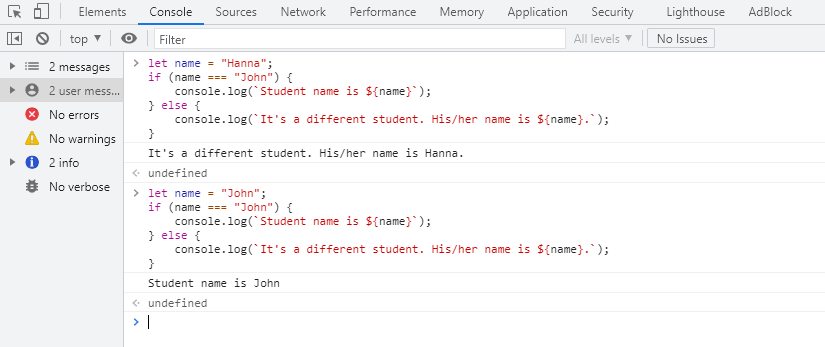 Elements Console Sources Network Performance Memory Application Security Lighthouse AdBlock
top ▼ Filter All levels ▼ No Issues
2 messages
2 user mess...
No errors
No warnings
2 info
No verbose
let name = "Hanna";
if (name === "John") {
    console.log(`Student name is ${name}`);
} else {
    console.log(`It's a different student. His/her name is ${name}.`);
}
It's a different student. His/her name is Hanna.
undefined
let name = "John";
if (name === "John") {
    console.log(`Student name is ${name}`);
} else {
    console.log(`It's a different student. His/her name is ${name}.`);
}
Student name is John
undefined